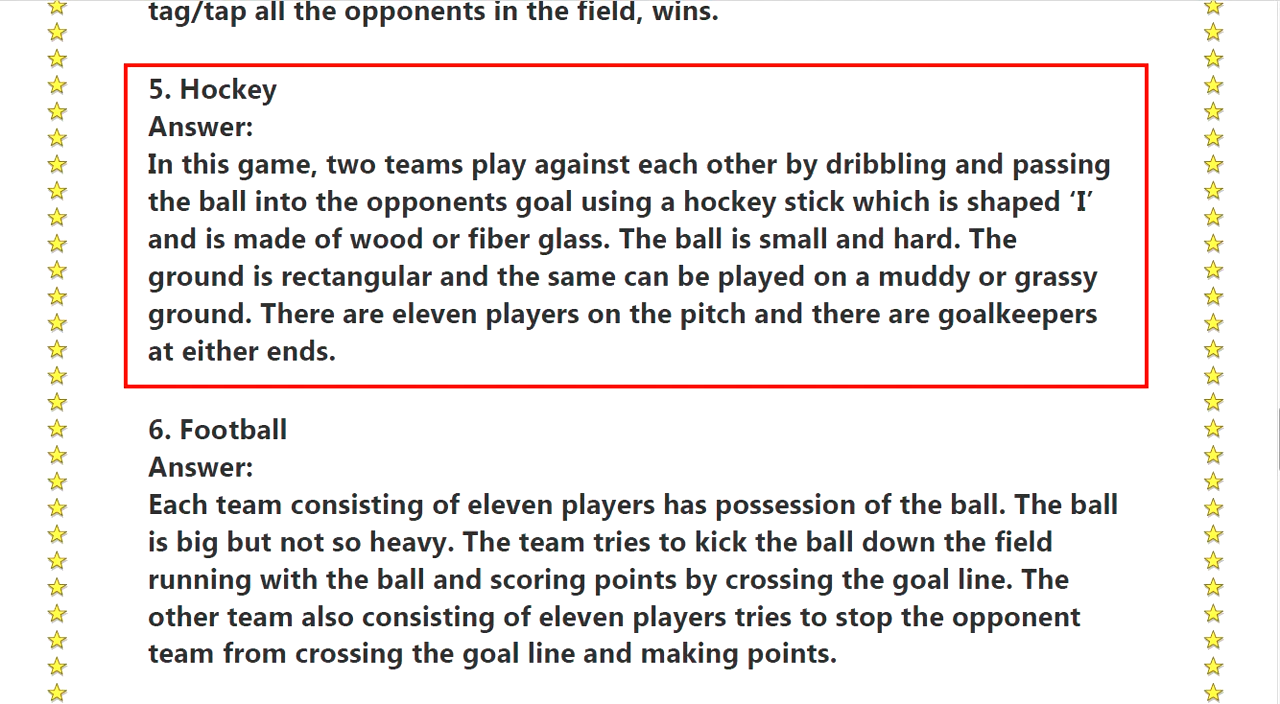 tag/tap all the opponents in the field, wins.
5. Hockey
Answer:
In this game, two teams play against each other by dribbling and passing
the ball into the opponents goal using a hockey stick which is shaped ‘I’
and is made of wood or fiber glass. The ball is small and hard. The
ground is rectangular and the same can be played on a muddy or grassy
ground. There are eleven players on the pitch and there are goalkeepers
at either ends.
6. Football
Answer:
Each team consisting of eleven players has possession of the ball. The ball
is big but not so heavy. The team tries to kick the ball down the field
running with the ball and scoring points by crossing the goal line. The
other team also consisting of eleven players tries to stop the opponent
team from crossing the goal line and making points.